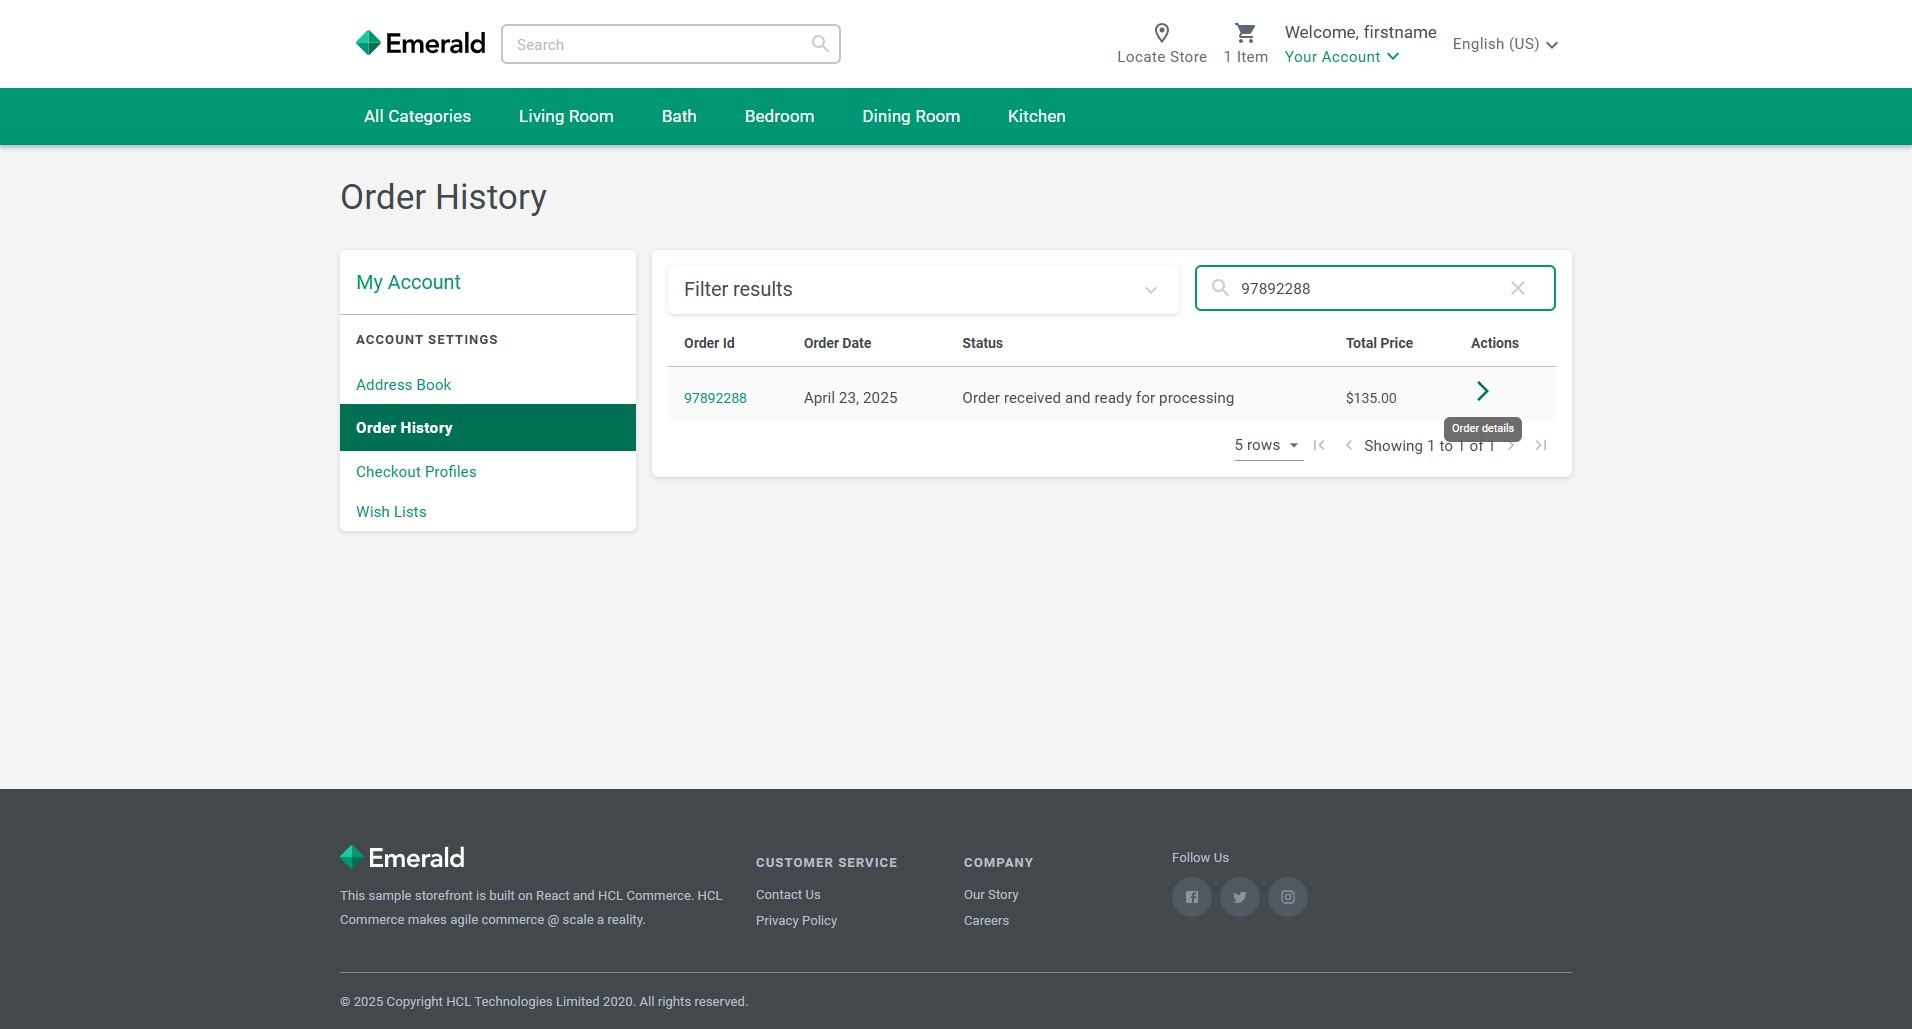 Emerald
Search
Locate Store
1 Item
Welcome, firstname
Your Account
English (US)
All Categories
Living Room
Bath
Bedroom
Dining Room
Kitchen
Order History
My Account
ACCOUNT SETTINGS
Address Book
Order History
Checkout Profiles
Wish Lists
Filter results
97892288
Order Id
Order Date
Status
Total Price
Actions
97892288
April 23, 2025
Order received and ready for processing
$135.00
Order details
5 rows
Showing 1 to 1 of 1
Emerald
This sample storefront is built on React and HCL Commerce. HCL
Commerce makes agile commerce @ scale a reality.
CUSTOMER SERVICE
Contact Us
Privacy Policy
COMPANY
Our Story
Careers
Follow Us
© 2025 Copyright HCL Technologies Limited 2020. All rights reserved.